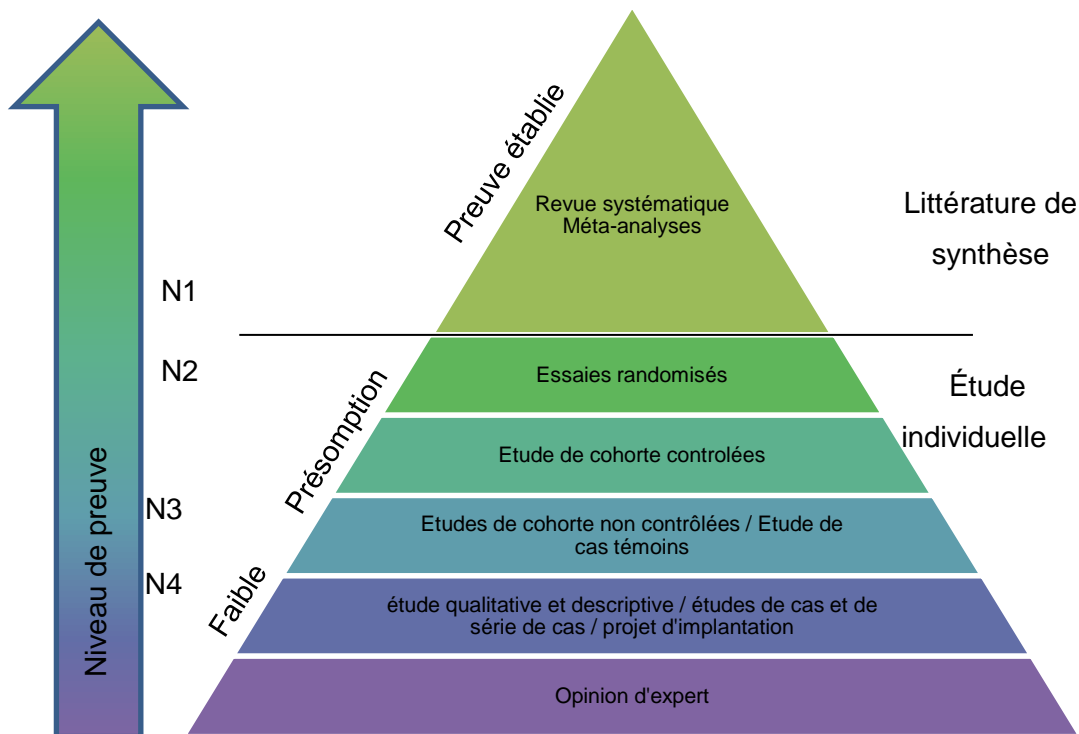 Preuve établie
Revue systématique
Méta-analyses
Littérature de
synthèse
N1
N2
Essaies randomisés
Étude
individuelle
Présomption
Etude de cohorte controlées
N3
Etudes de cohorte non contrôlées / Etude de
cas témoins
N4
Faible
étude qualitative et descriptive / études de cas et de
série de cas / projet d'implantation
Niveau de preuve
Opinion d'expert